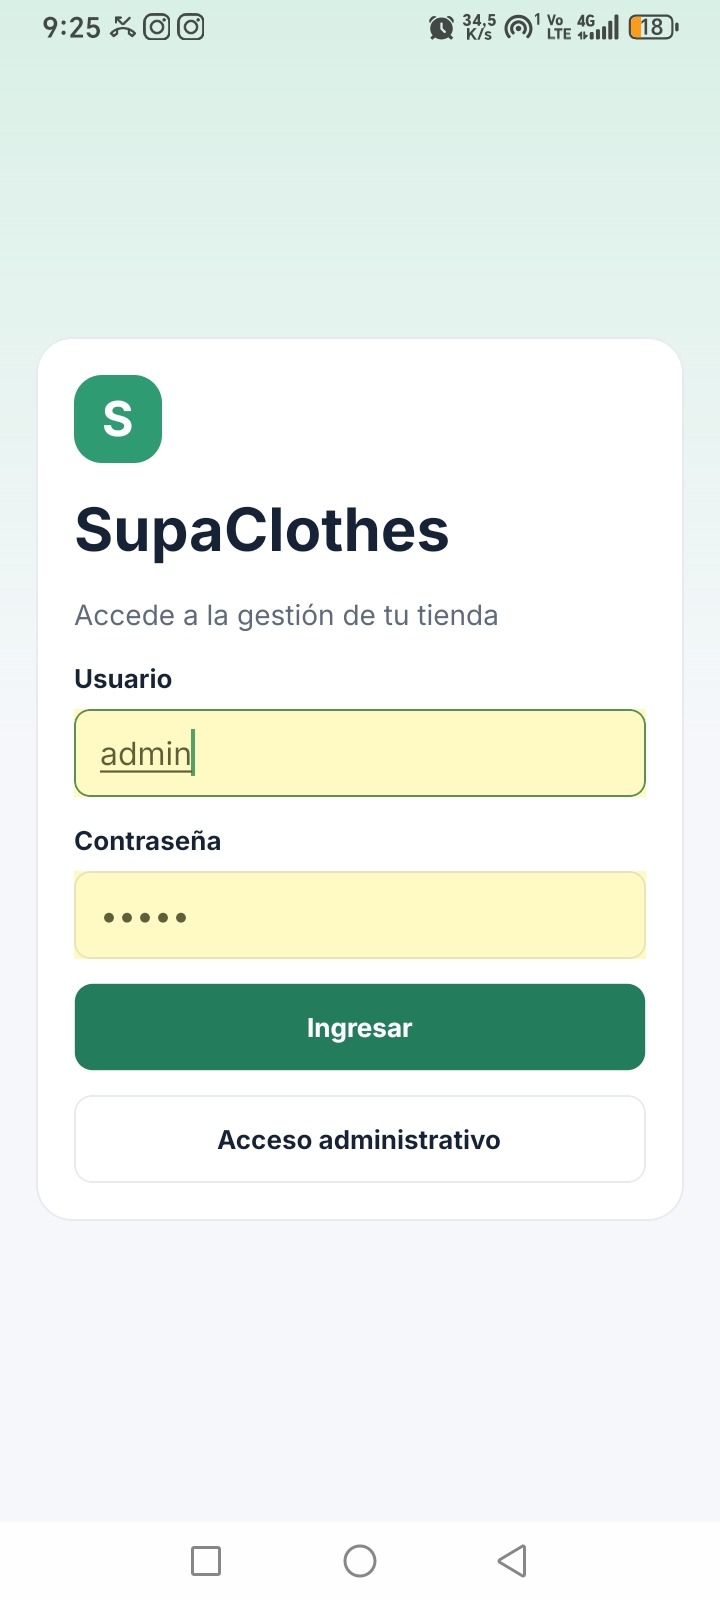 9:25 34,5 K/s 1 Vo LTE 4G 18
S
SupaClothes
Accede a la gestión de tu tienda
Usuario
admin
Contraseña
•••••
Ingresar
Acceso administrativo